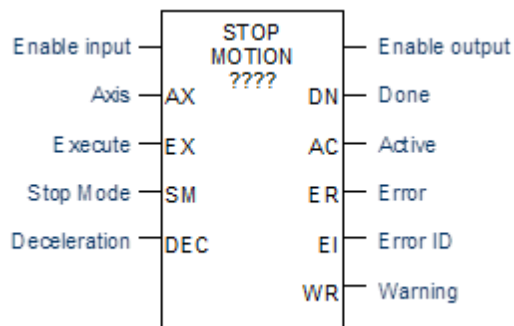 STOP
MOTION
????
Enable input
Enable output
Axis AX DN Done
Execute EX AC Active
Stop Mode SM ER Error
Deceleration DEC EI Error ID
WR Warning